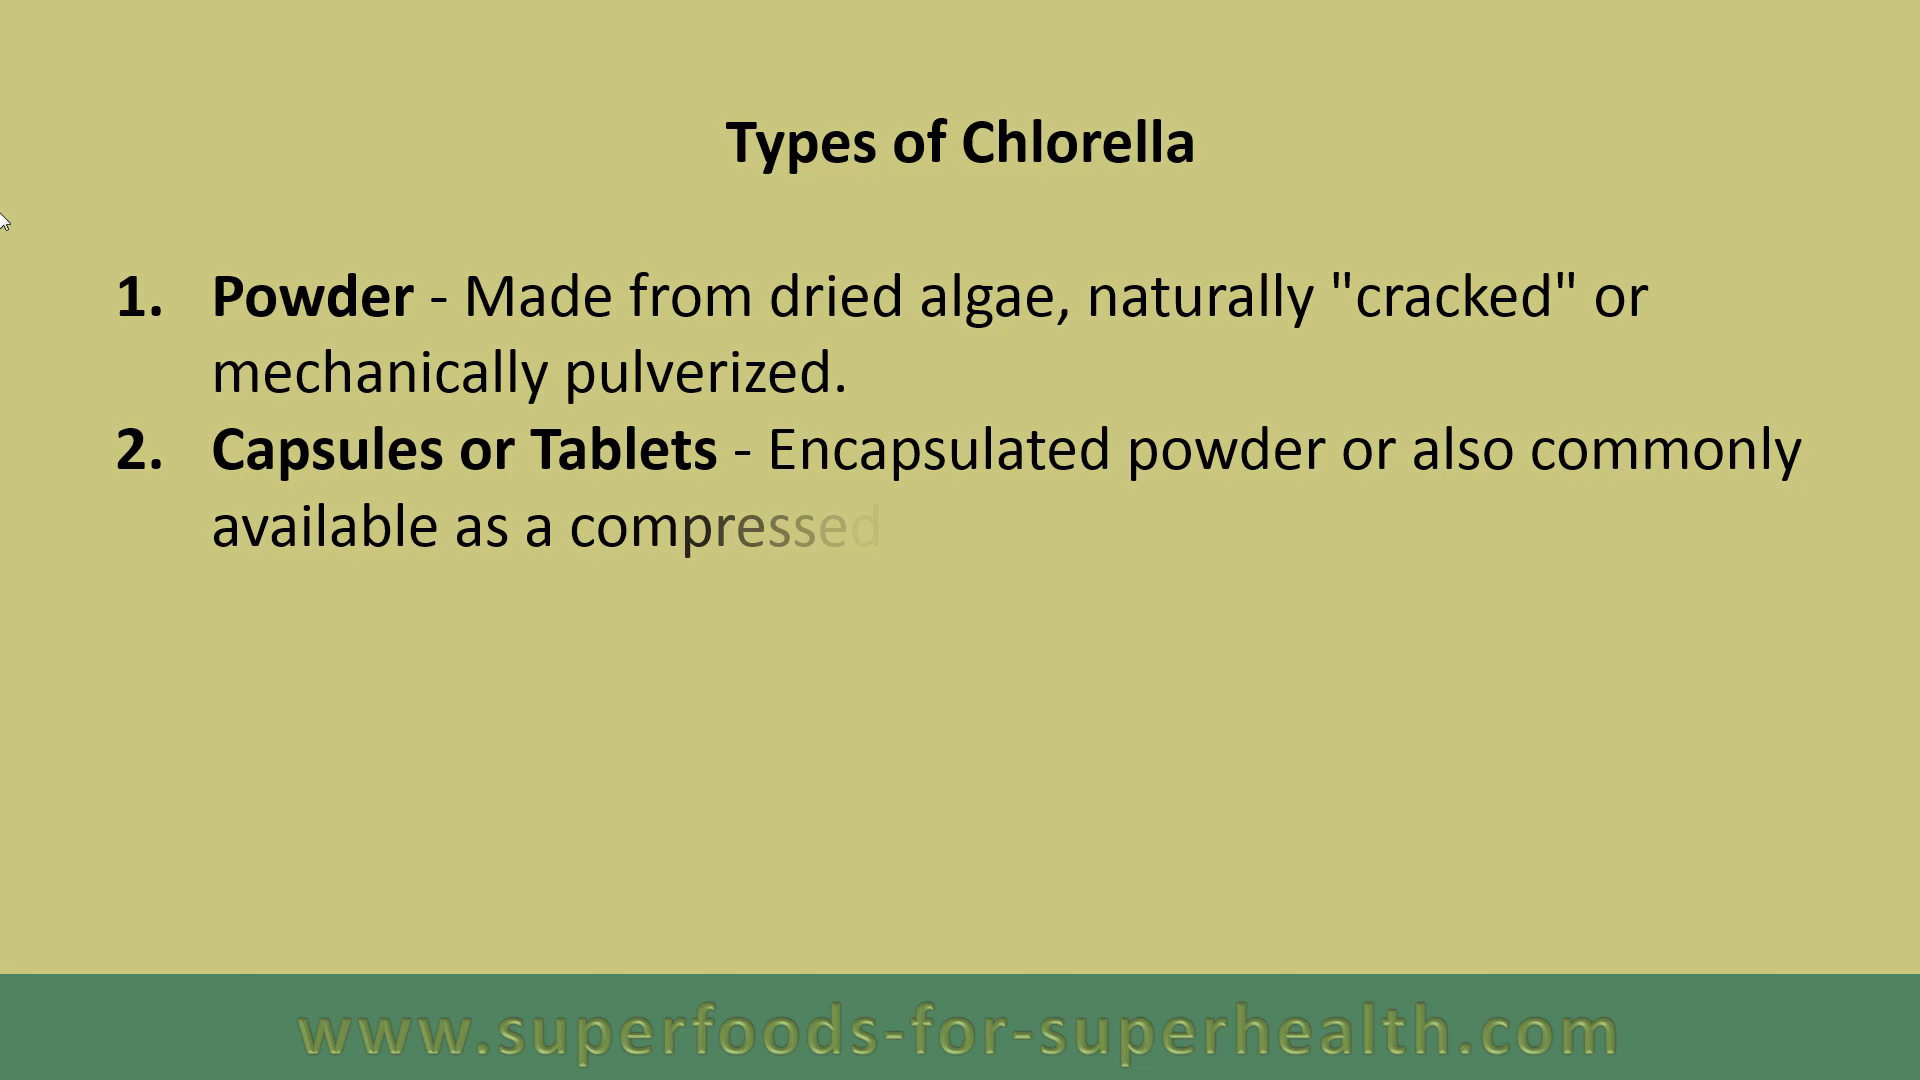 Types of Chlorella
1. Powder - Made from dried algae, naturally "cracked" or
mechanically pulverized.
2. Capsules or Tablets - Encapsulated powder or also commonly
available as a compressed
www.superfoods-for-superhealth.com